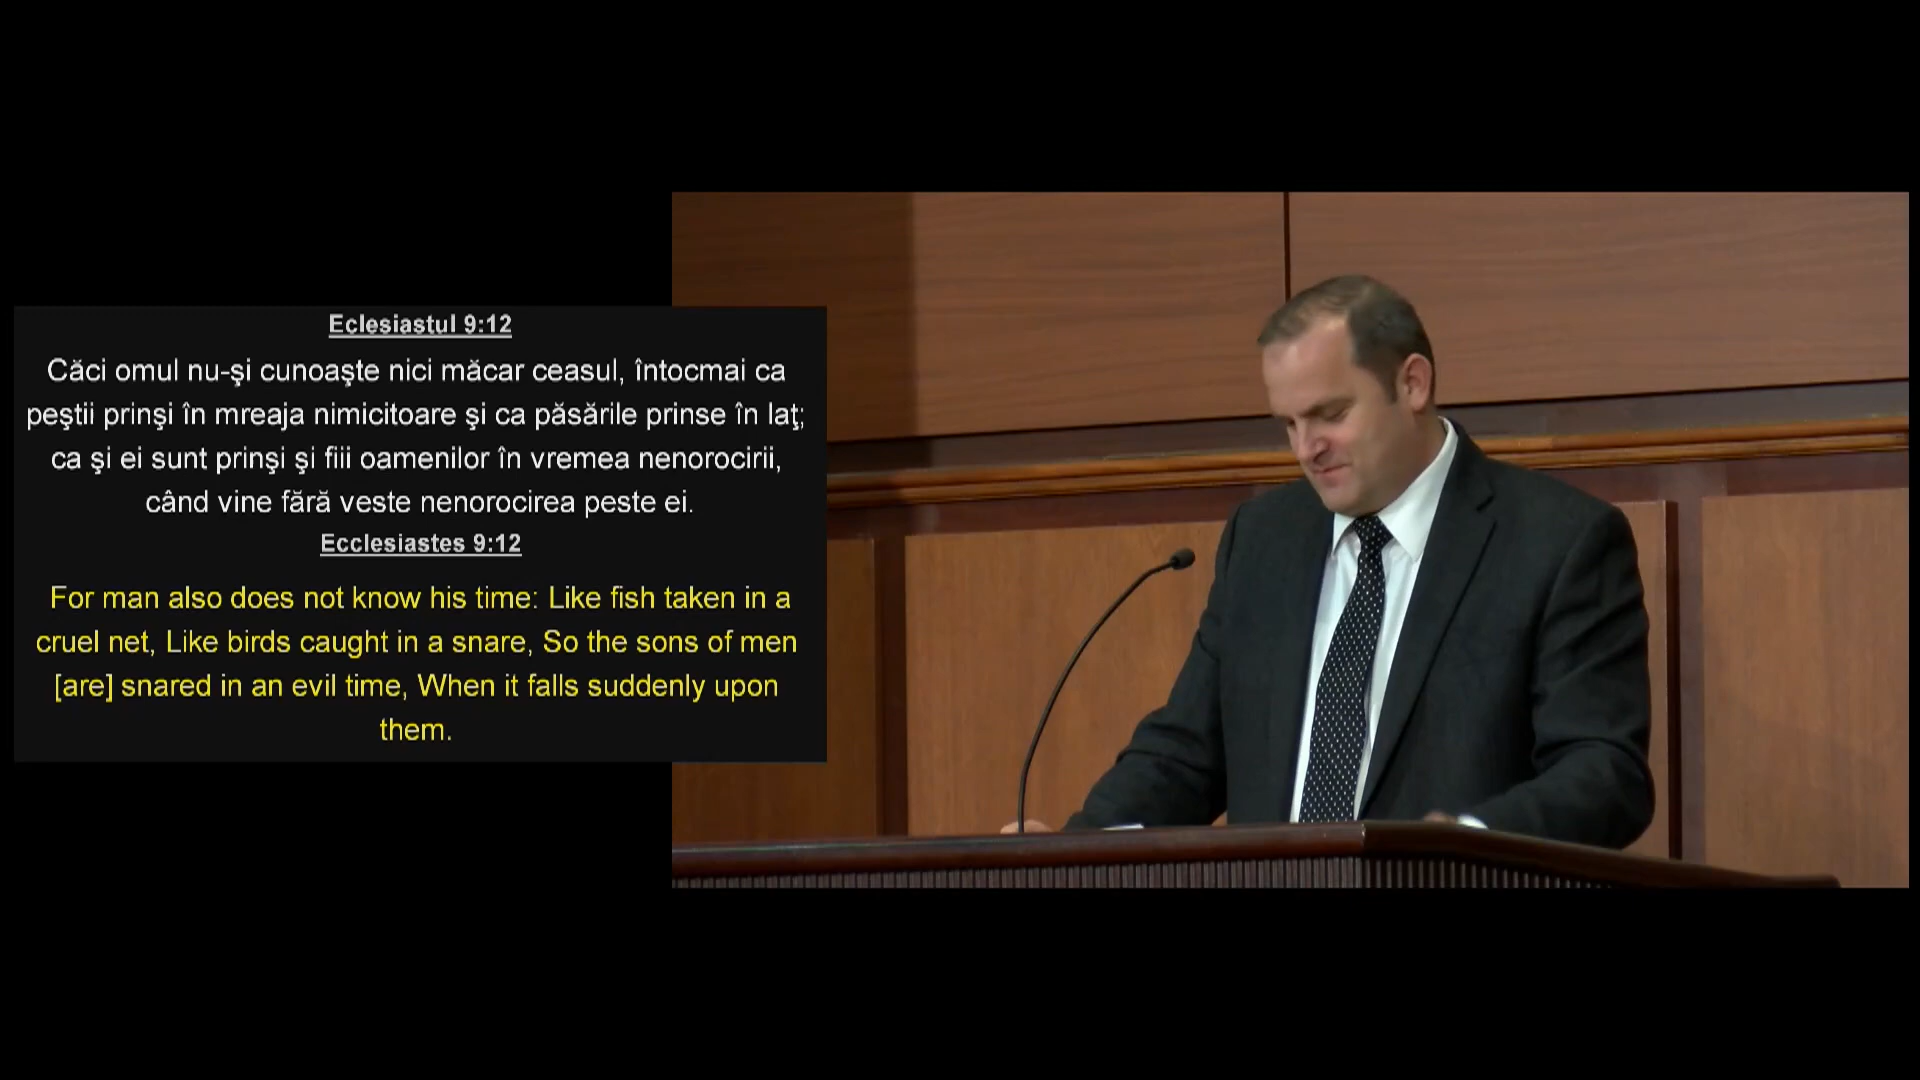 Eclesiastul 9:12
Căci omul nu-şi cunoaşte nici măcar ceasul, întocmai ca
peştii prinşi în mreaja nimicitoare şi ca păsările prinse în laţ;
ca şi ei sunt prinşi şi fiii oamenilor în vremea nenorocirii,
când vine fără veste nenorocirea peste ei.
Ecclesiastes 9:12
For man also does not know his time: Like fish taken in a
cruel net, Like birds caught in a snare, So the sons of men
[are] snared in an evil time, When it falls suddenly upon
them.